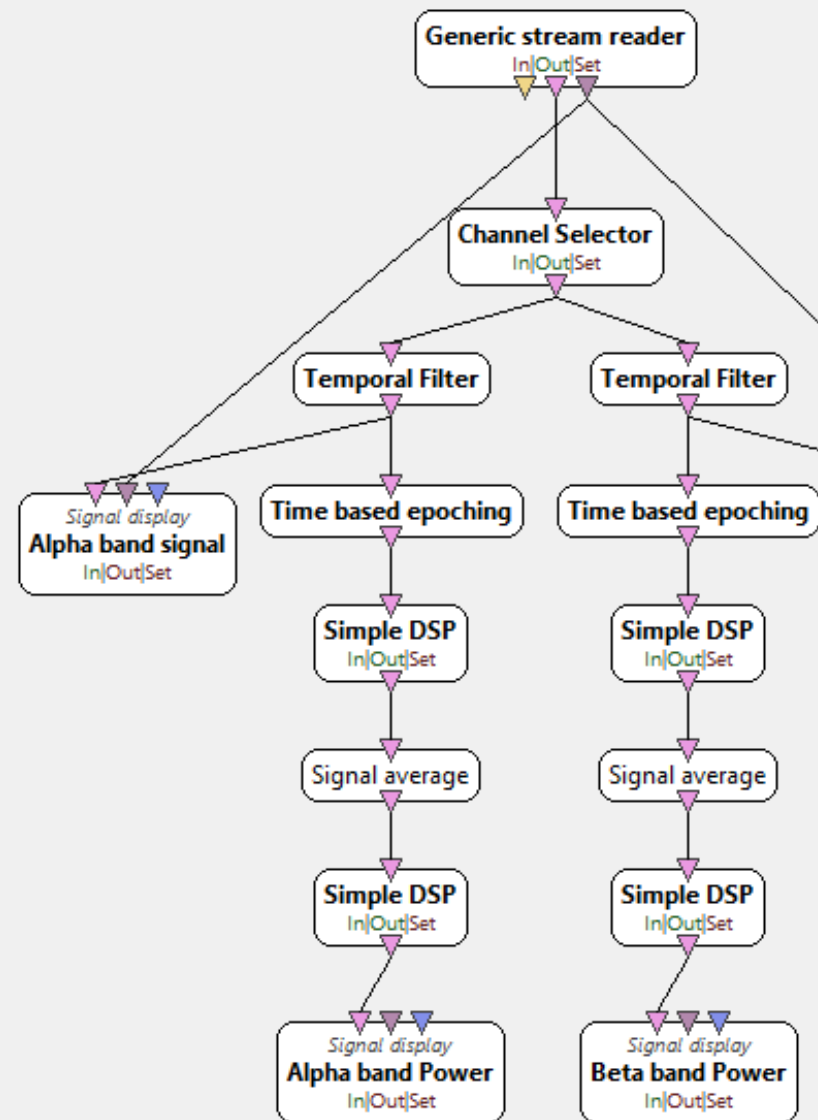 Generic stream reader
In|Out|Set
Channel Selector
In|Out|Set
Temporal Filter
Temporal Filter
Signal display
Alpha band signal
In|Out|Set
Time based epoching
Time based epoching
Simple DSP
In|Out|Set
Simple DSP
In|Out|Set
Signal average
Signal average
Simple DSP
In|Out|Set
Simple DSP
In|Out|Set
Signal display
Alpha band Power
In|Out|Set
Signal display
Beta band Power
In|Out|Set